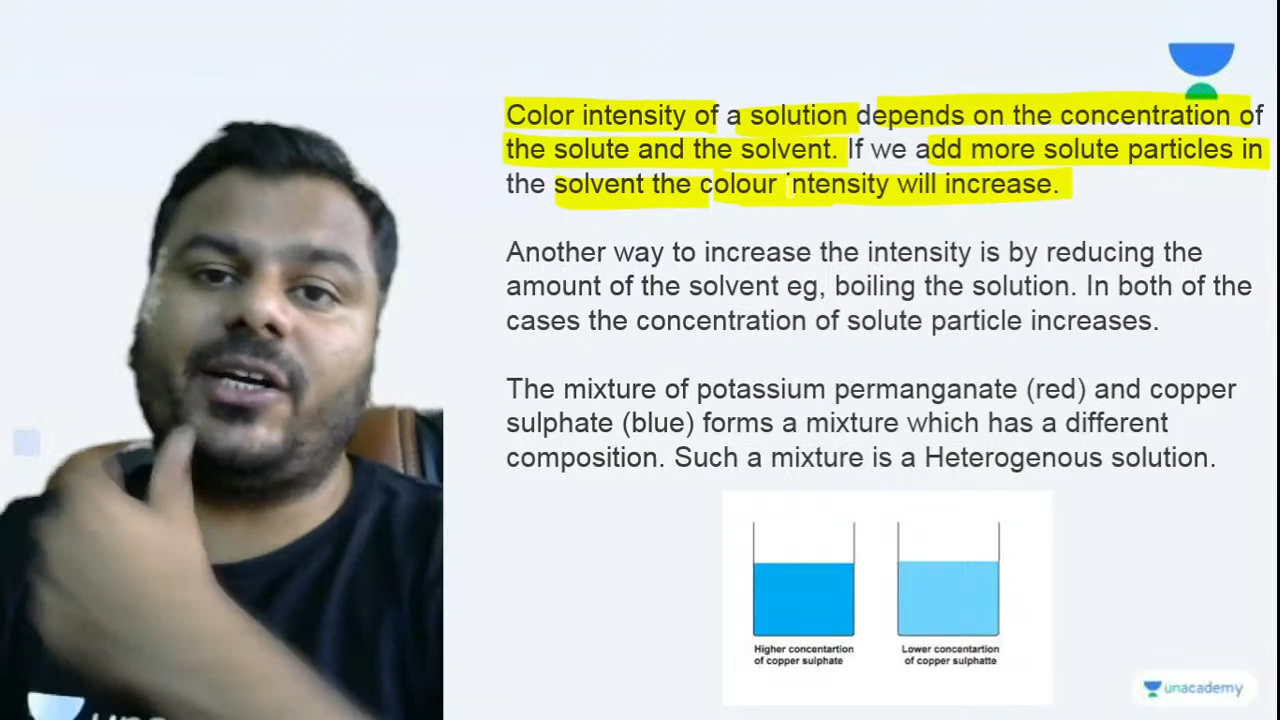 Color intensity of a solution depends on the concentration of
the solute and the solvent. If we add more solute particles in
the solvent the colour intensity will increase.
Another way to increase the intensity is by reducing the
amount of the solvent eg, boiling the solution. In both of the
cases the concentration of solute particle increases.
The mixture of potassium permanganate (red) and copper
sulphate (blue) forms a mixture which has a different
composition. Such a mixture is a Heterogenous solution.
Higher concentartion
of copper sulphate
Lower concentartion
of copper sulphatte
unacademy